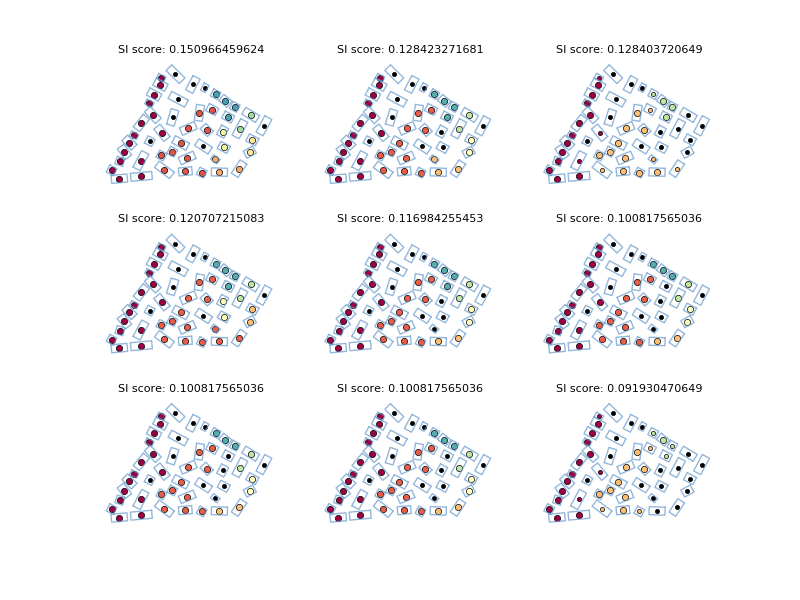 SI score: 0.150966459624
SI score: 0.128423271681
SI score: 0.128403720649
SI score: 0.120707215083
SI score: 0.116984255453
SI score: 0.100817565036
SI score: 0.100817565036
SI score: 0.100817565036
SI score: 0.091930470649